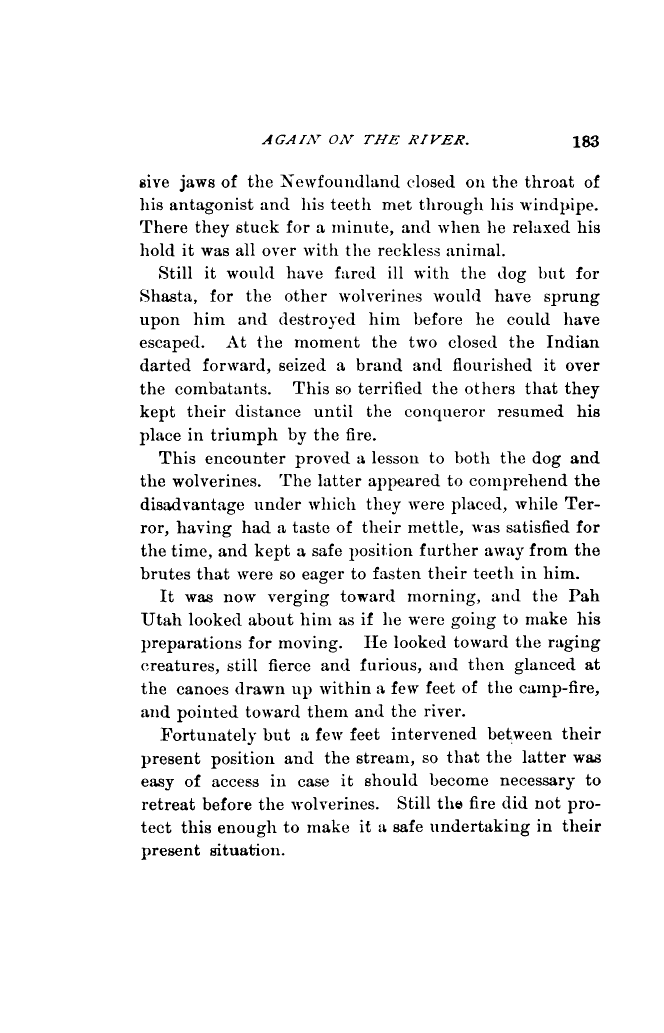 AGAIN ON THE RIVER. 183
sive jaws of the Newfoundland closed on the throat of
his antagonist and his teeth met through his windpipe.
There they stuck for a minute, and when he relaxed his
hold it was all over with the reckless animal.
Still it would have fared ill with the dog but for
Shasta, for the other wolverines would have sprung
upon him and destroyed him before he could have
escaped. At the moment the two closed the Indian
darted forward, seized a brand and flourished it over
the combatants. This so terrified the others that they
kept their distance until the conqueror resumed his
place in triumph by the fire.
This encounter proved a lesson to both the dog and
the wolverines. The latter appeared to comprehend the
disadvantage under which they were placed, while Ter-
ror, having had a taste of their mettle, was satisfied for
the time, and kept a safe position further away from the
brutes that were so eager to fasten their teeth in him.
It was now verging toward morning, and the Pah
Utah looked about him as if he were going to make his
preparations for moving. He looked toward the raging
creatures, still fierce and furious, and then glanced at
the canoes drawn up within a few feet of the camp-fire,
and pointed toward them and the river.
Fortunately but a few feet intervened between their
present position and the stream, so that the latter was
easy of access in case it should become necessary to
retreat before the wolverines. Still the fire did not pro-
tect this enough to make it a safe undertaking in their
present situation.